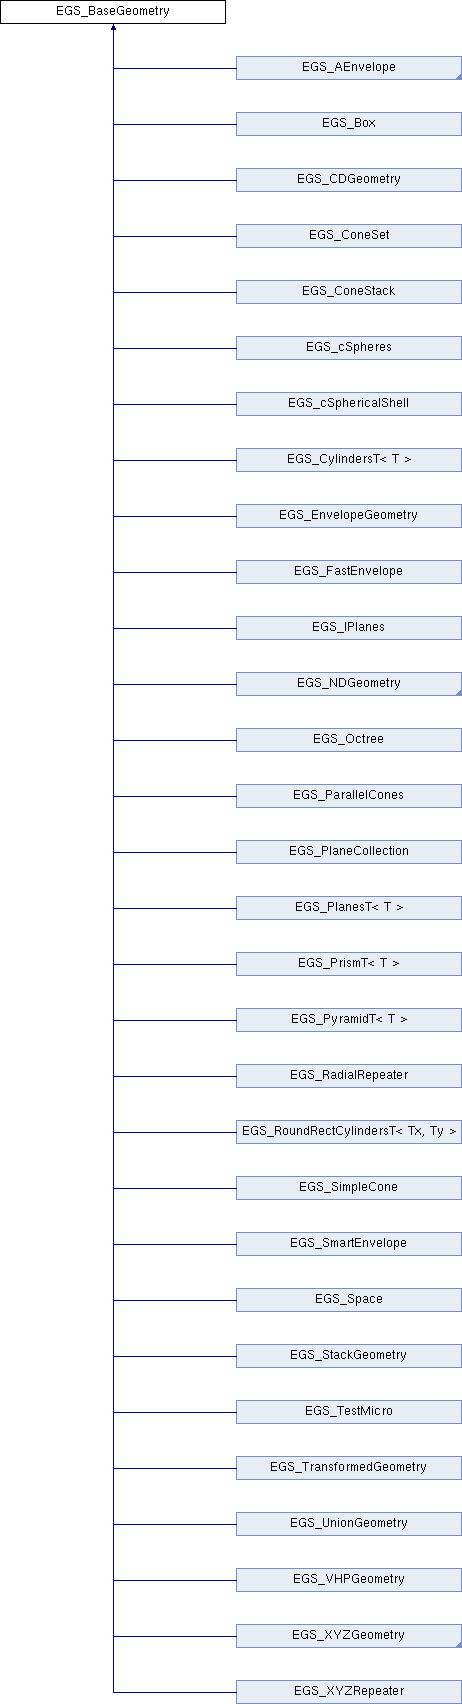 EGS_BaseGeometry
EGS_AEnvelope
EGS_Box
EGS_CDGeometry
EGS_ConeSet
EGS_ConeStack
EGS_cSpheres
EGS_cSphericalShell
EGS_CylindersT< T >
EGS_EnvelopeGeometry
EGS_FastEnvelope
EGS_IPlanes
EGS_NDGeometry
EGS_Octree
EGS_ParallelCones
EGS_PlaneCollection
EGS_PlanesT< T >
EGS_PrismT< T >
EGS_PyramidT< T >
EGS_RadialRepeater
EGS_RoundRectCylindersT< Tx, Ty >
EGS_SimpleCone
EGS_SmartEnvelope
EGS_Space
EGS_StackGeometry
EGS_TestMicro
EGS_TransformedGeometry
EGS_UnionGeometry
EGS_VHPGeometry
EGS_XYZGeometry
EGS_XYZRepeater